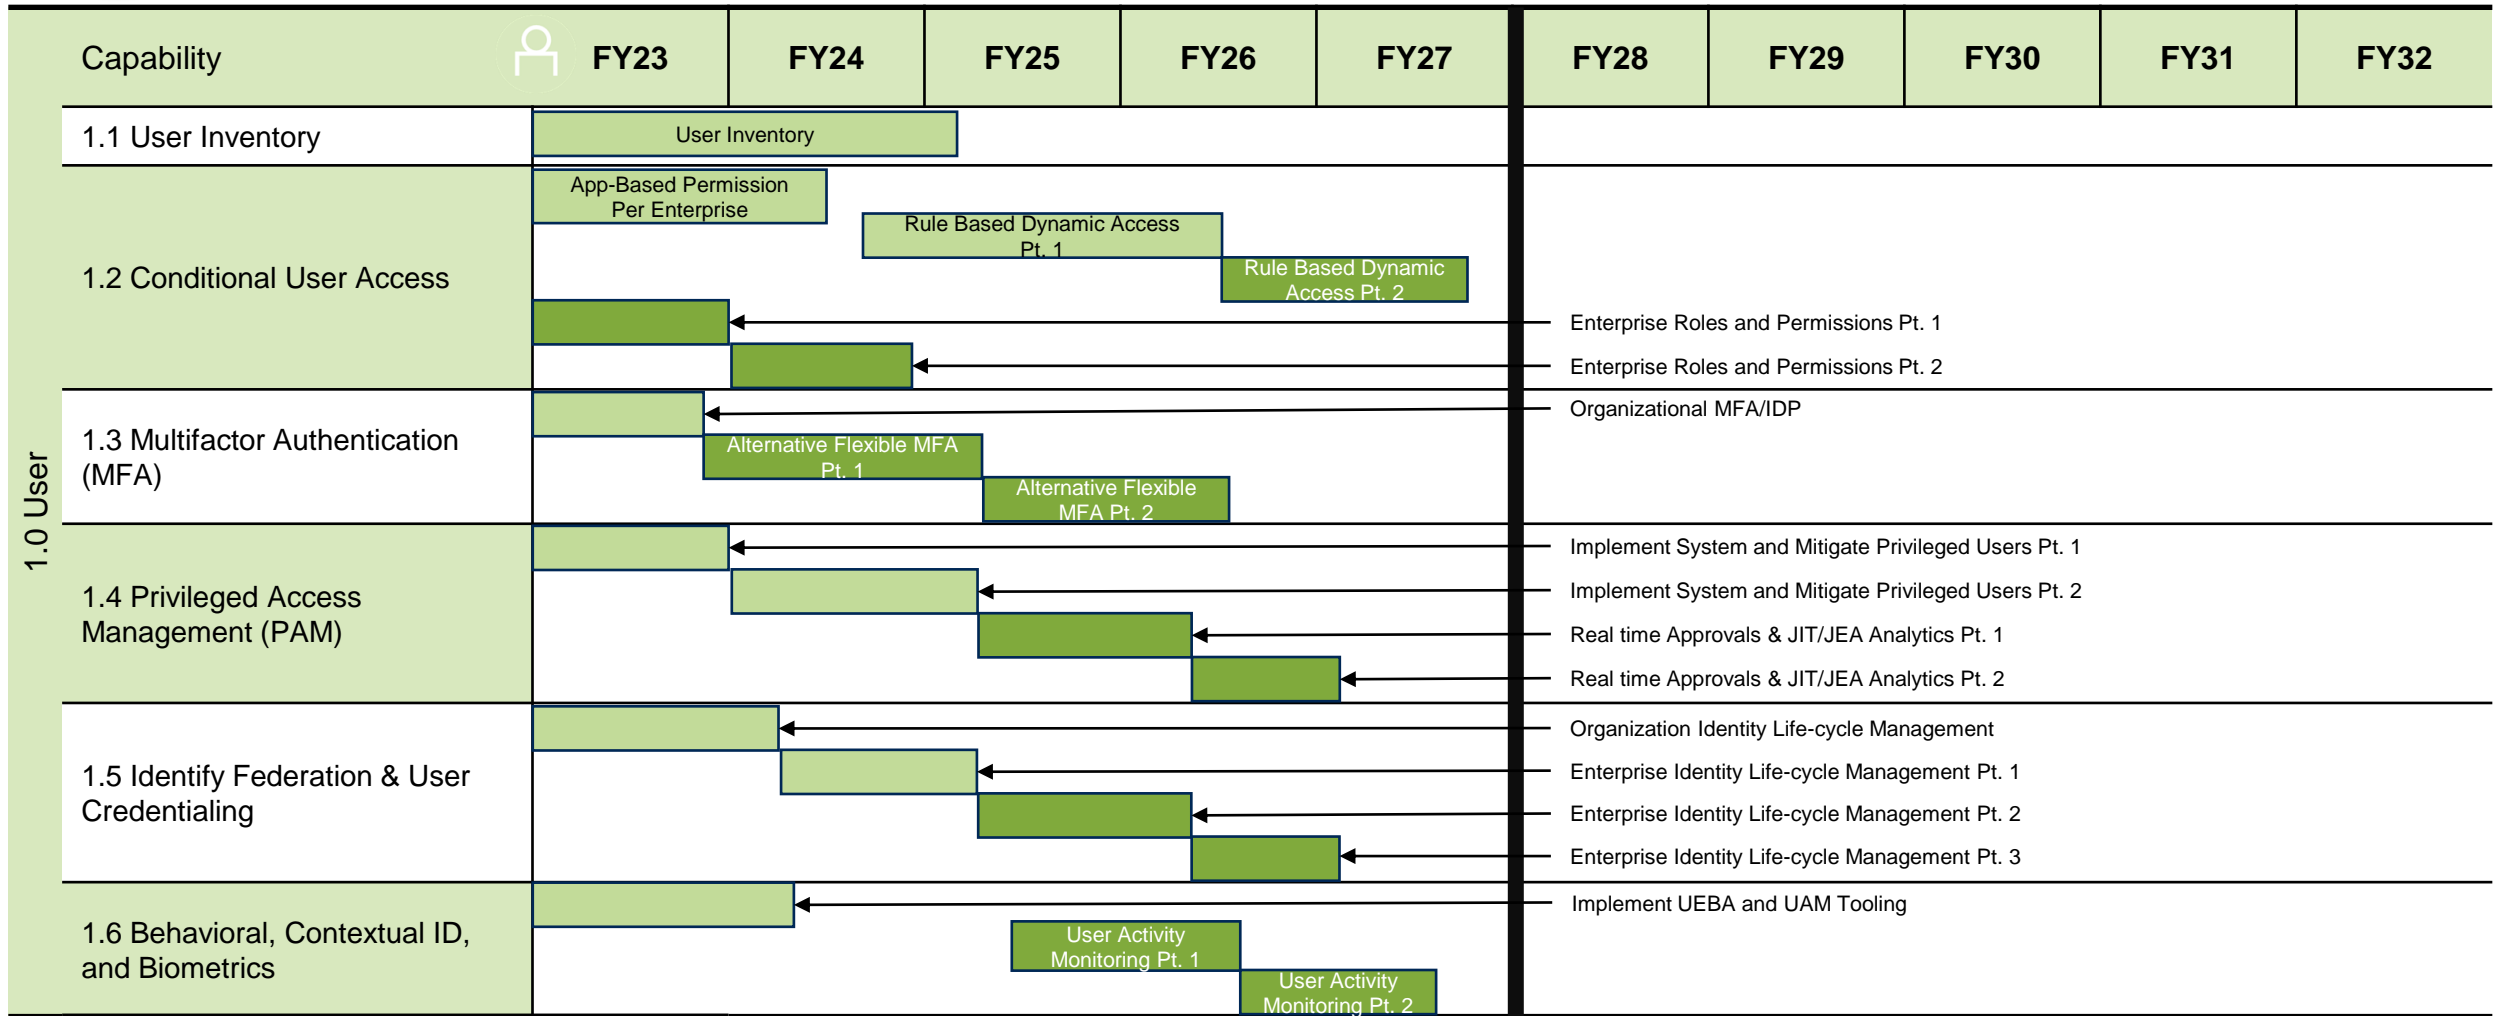 Capability
FY23
FY24
FY25
FY26
FY27
FY28
FY29
FY30
FY31
FY32
1.0 User
1.1 User Inventory
User Inventory
1.2 Conditional User Access
App-Based Permission
Per Enterprise
Rule Based Dynamic Access
Pt. 1
Rule Based Dynamic
Access Pt. 2
Enterprise Roles and Permissions Pt. 1
Enterprise Roles and Permissions Pt. 2
1.3 Multifactor Authentication
(MFA)
Organizational MFA/IDP
Alternative Flexible MFA
Pt. 1
Alternative Flexible
MFA Pt. 2
1.4 Privileged Access
Management (PAM)
Implement System and Mitigate Privileged Users Pt. 1
Implement System and Mitigate Privileged Users Pt. 2
Real time Approvals & JIT/JEA Analytics Pt. 1
Real time Approvals & JIT/JEA Analytics Pt. 2
1.5 Identify Federation & User
Credentialing
Organization Identity Life-cycle Management
Enterprise Identity Life-cycle Management Pt. 1
Enterprise Identity Life-cycle Management Pt. 2
Enterprise Identity Life-cycle Management Pt. 3
1.6 Behavioral, Contextual ID,
and Biometrics
Implement UEBA and UAM Tooling
User Activity
Monitoring Pt. 1
User Activity
Monitoring Pt. 2